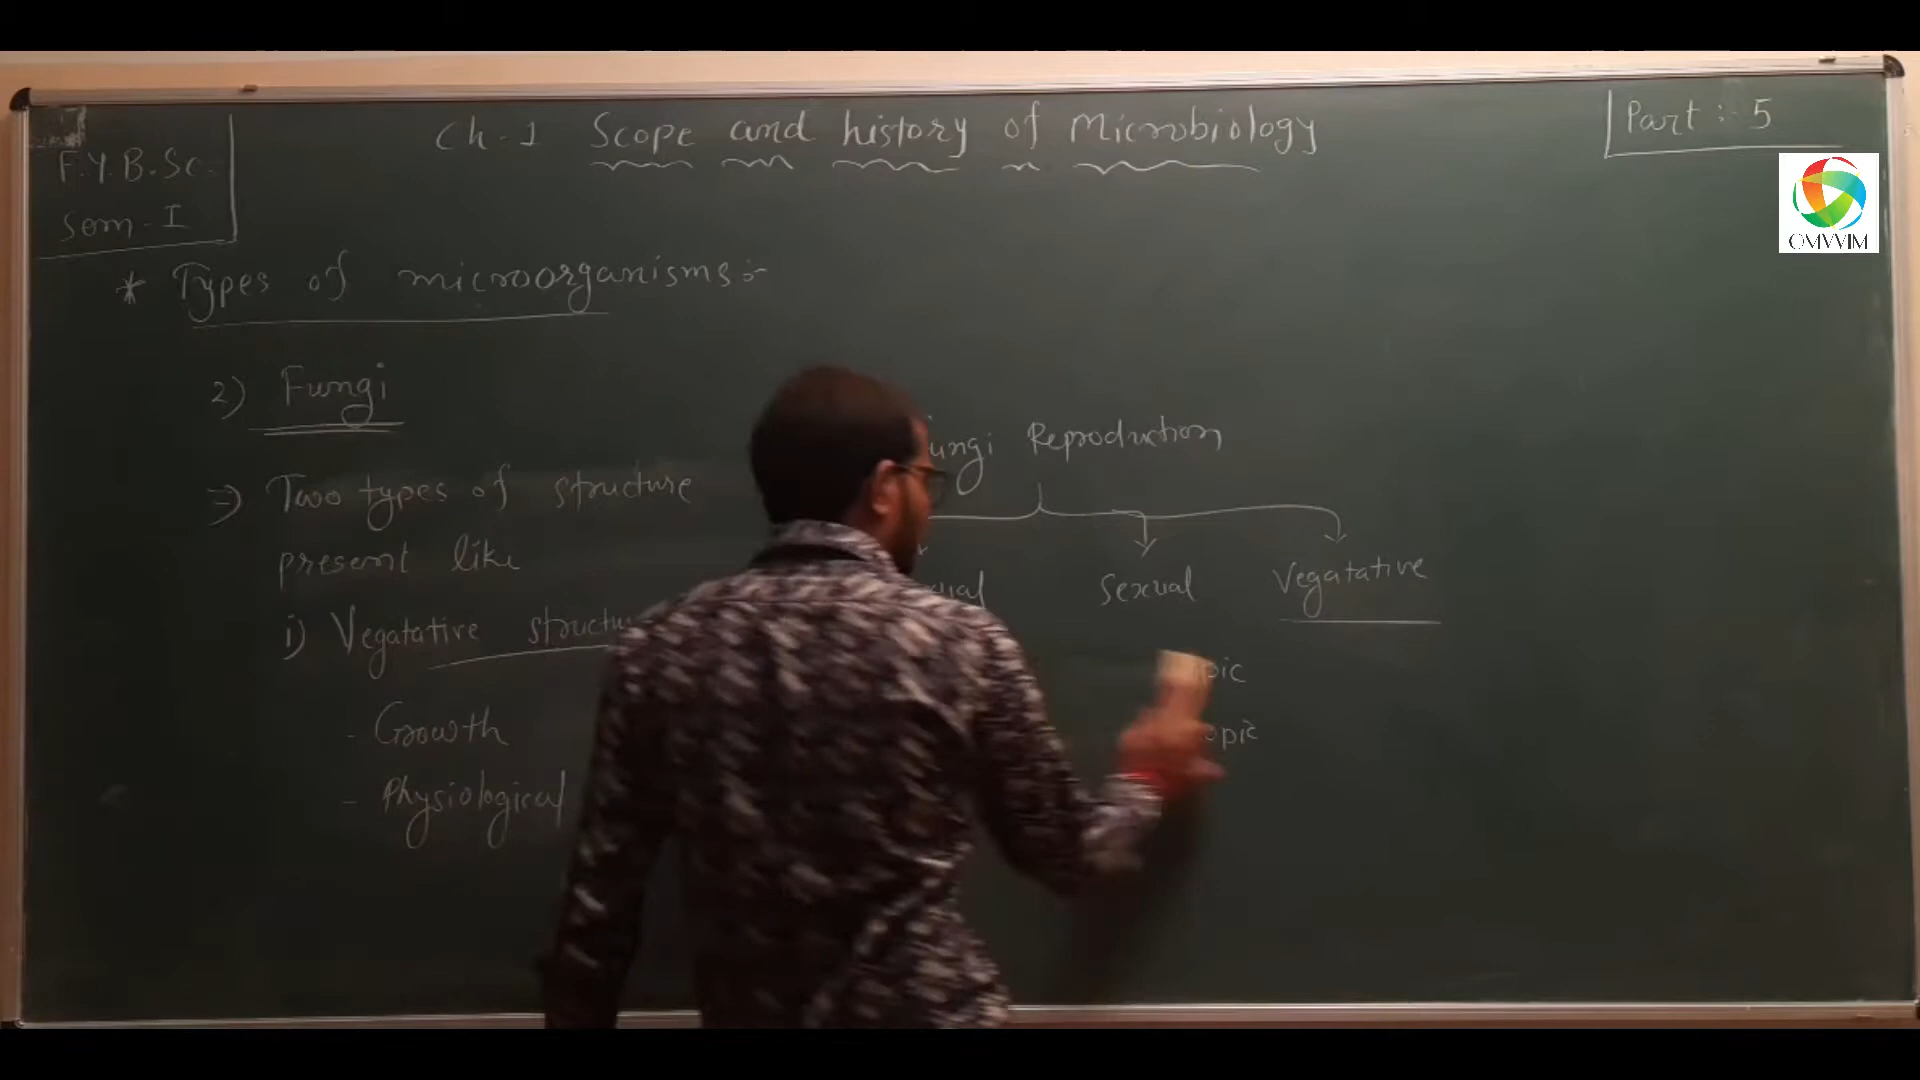 Ch-1 Scope and history of Microbiology
Part :- 5
F.Y.B.Sc.
Sem-I
OMVVIM
* Types of microorganisms:-
2) Fungi
=) Two types of structure
present like
i) Vegatative
- Growth
- Physiological
Reproduction
Sexual
Vegatative